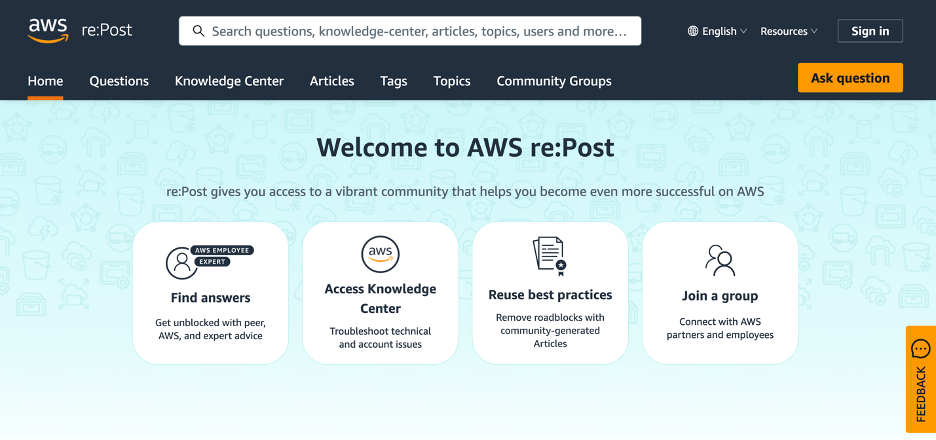 aws re:Post
Search questions, knowledge-center, articles, topics, users and more...
English
Resources
Sign in
Home
Questions
Knowledge Center
Articles
Tags
Topics
Community Groups
Ask question
Welcome to AWS re:Post
re:Post gives you access to a vibrant community that helps you become even more successful on AWS
AWS EMPLOYEE
EXPERT
Find answers
Get unblocked with peer,
AWS, and expert advice
aws
Access Knowledge
Center
Troubleshoot technical
and account issues
Reuse best practices
Remove roadblocks with
community-generated
Articles
Join a group
Connect with AWS
partners and employees
FEEDBACK